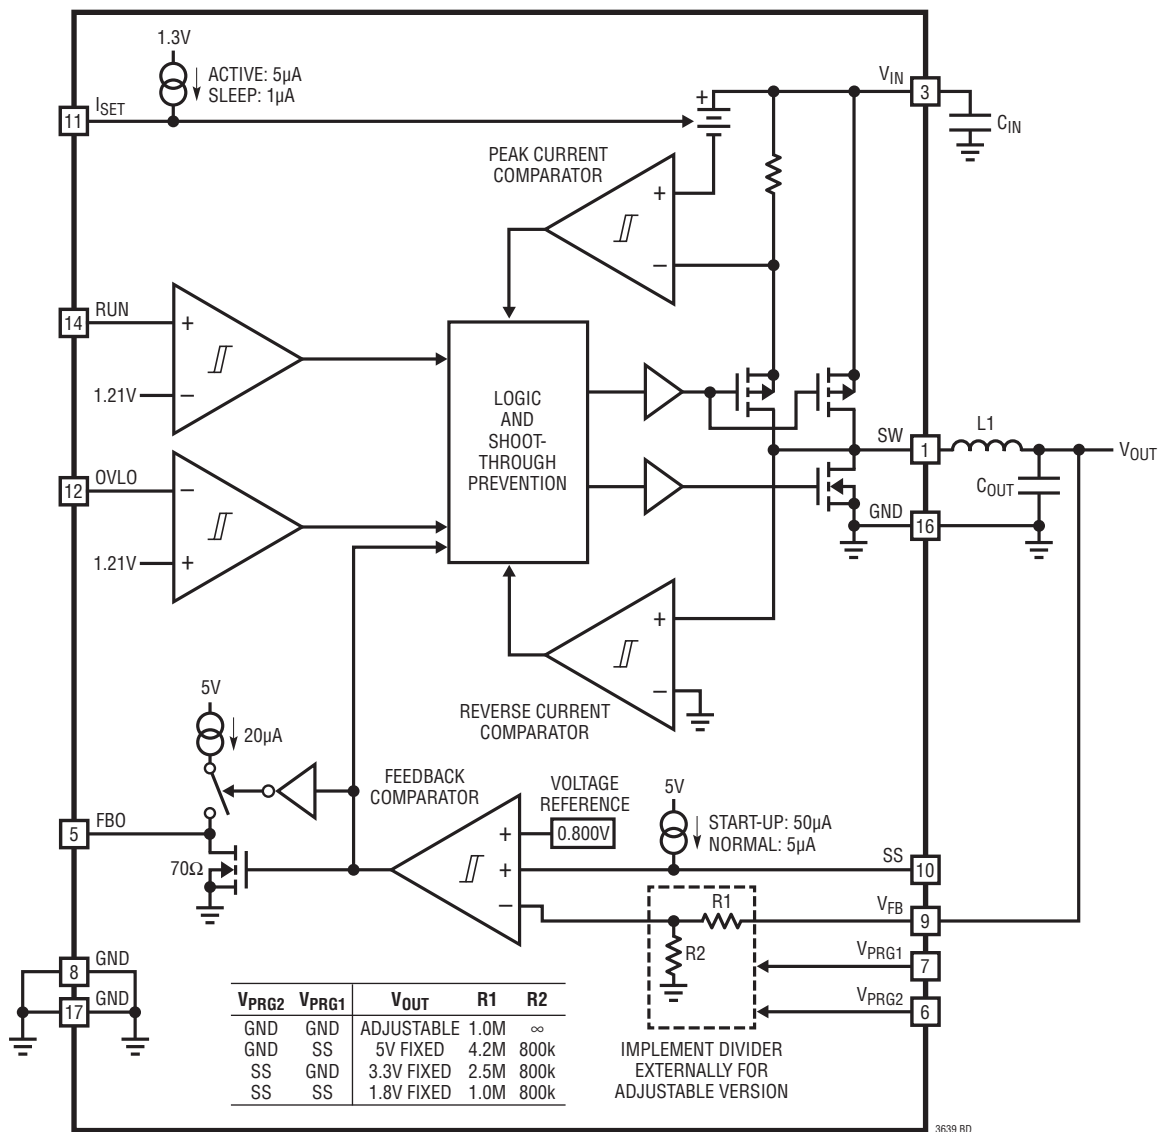 1.3V
ACTIVE: 5µA
SLEEP: 1µA
11
ISET
+
VIN
3
CIN
PEAK CURRENT
COMPARATOR
+
–
14
RUN
+
1.21V
–
12
OVLO
–
1.21V
+
LOGIC
AND
SHOOT-
THROUGH
PREVENTION
SW
1
L1
VOUT
COUT
GND
16
+
–
REVERSE CURRENT
COMPARATOR
5V
20µA
FEEDBACK
COMPARATOR
VOLTAGE
REFERENCE
0.800V
+
+
–
5V
START-UP: 50µA
NORMAL: 5µA
5
FBO
70Ω
SS
10
R1
R2
VFB
9
VPRG1
7
VPRG2
6
8
GND
17
GND
VPRG2 VPRG1 VOUT R1 R2
GND GND ADJUSTABLE 1.0M ∞
GND SS 5V FIXED 4.2M 800k
SS GND 3.3V FIXED 2.5M 800k
SS SS 1.8V FIXED 1.0M 800k
IMPLEMENT DIVIDER
EXTERNALLY FOR
ADJUSTABLE VERSION
3639 BD